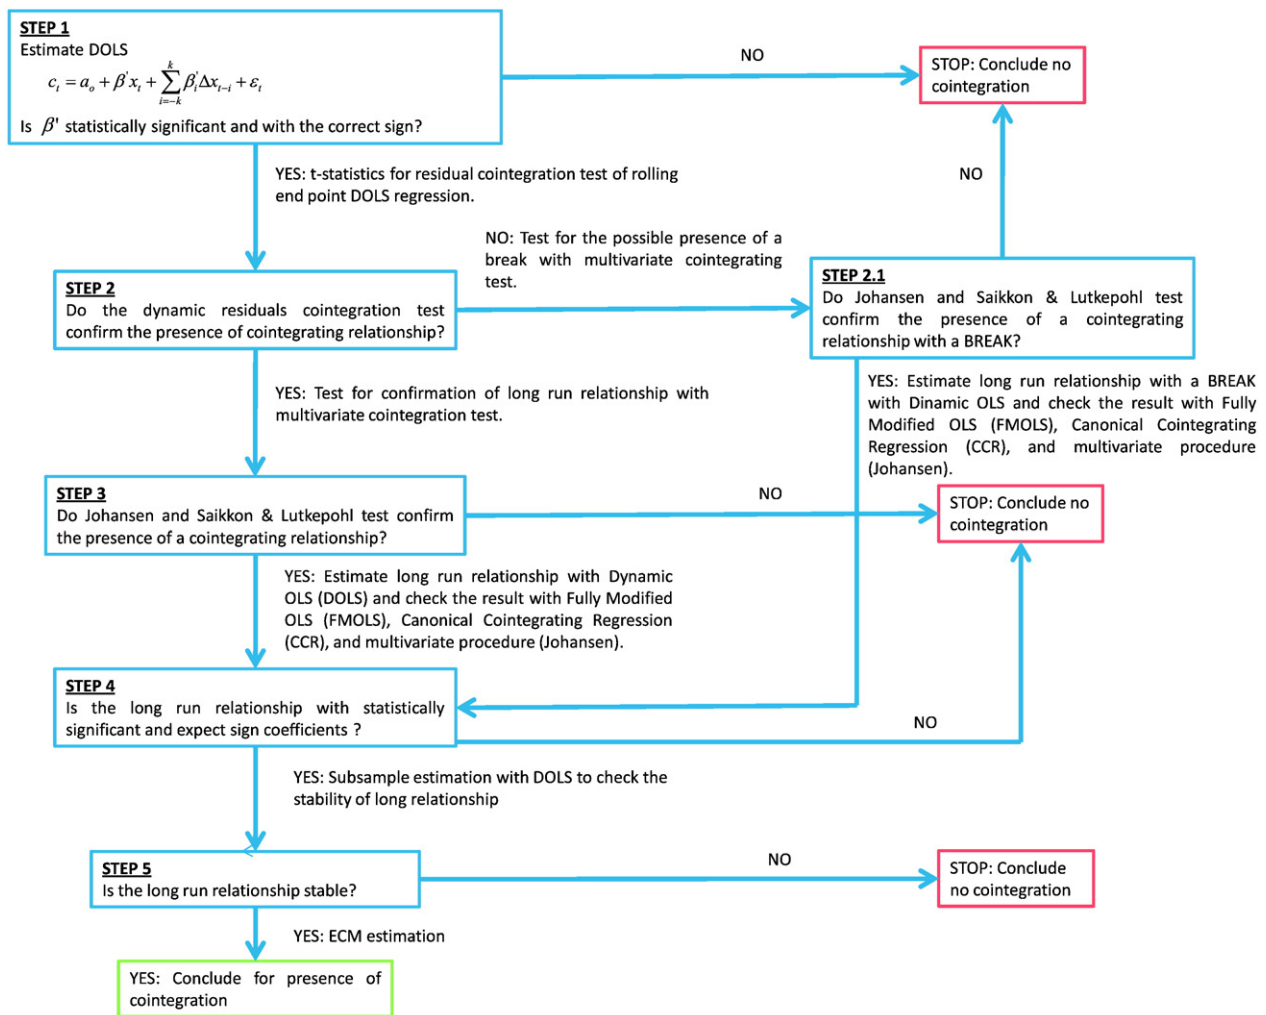 STEP 1
Estimate DOLS
c_t = a_o + β'x_t + \sum_{i=-k}^{k} β_i'Δx_{t-i} + ε_t
Is β' statistically significant and with the correct sign?
NO
STOP: Conclude no
cointegration
YES: t-statistics for residual cointegration test of rolling
end point DOLS regression.
NO
NO: Test for the possible presence of a
break with multivariate cointegrating
test.
STEP 2
Do the dynamic residuals cointegration test
confirm the presence of cointegrating relationship?
STEP 2.1
Do Johansen and Saikkon & Lutkepohl test
confirm the presence of a cointegrating
relationship with a BREAK?
YES: Test for confirmation of long run relationship with
multivariate cointegration test.
YES: Estimate long run relationship with a BREAK
with Dinamic OLS and check the result with Fully
Modified OLS (FMOLS), Canonical Cointegrating
Regression (CCR), and multivariate procedure
(Johansen).
STEP 3
Do Johansen and Saikkon & Lutkepohl test confirm
the presence of a cointegrating relationship?
NO
STOP: Conclude no
cointegration
YES: Estimate long run relationship with Dynamic
OLS (DOLS) and check the result with Fully Modified
OLS (FMOLS), Canonical Cointegrating Regression
(CCR), and multivariate procedure (Johansen).
STEP 4
Is the long run relationship with statistically
significant and expect sign coefficients ?
NO
YES: Subsample estimation with DOLS to check the
stability of long relationship
STEP 5
Is the long run relationship stable?
NO
STOP: Conclude
no cointegration
YES: ECM estimation
YES: Conclude for presence of
cointegration